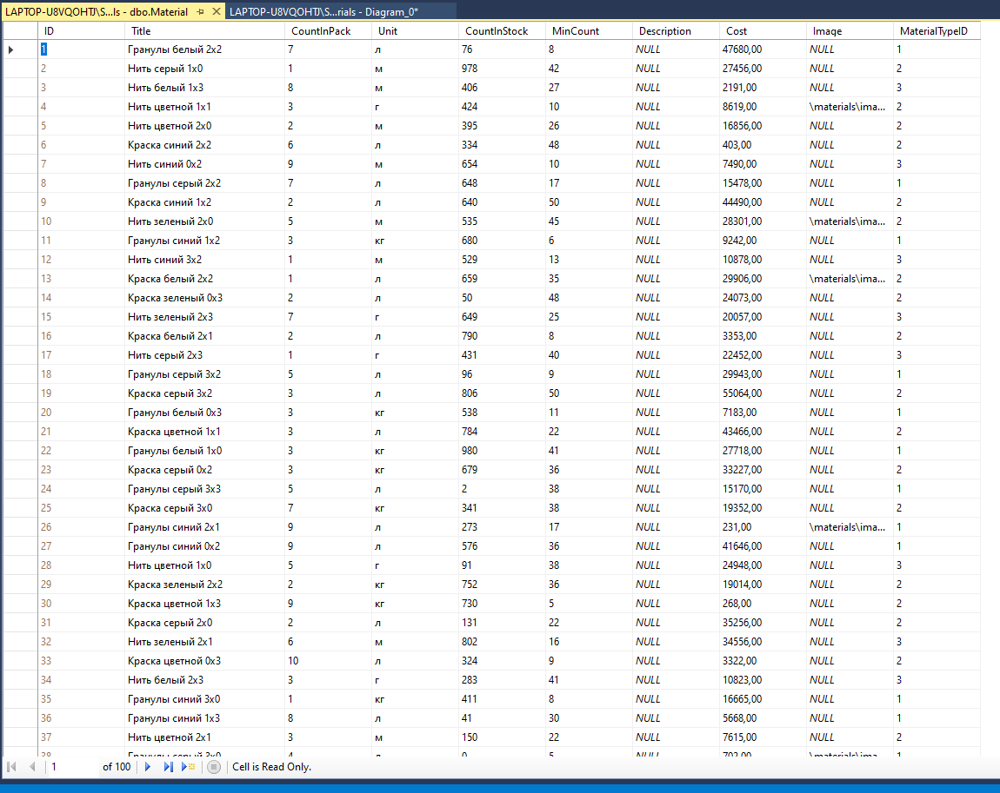 LAPTOP-U8VQOHTJ\S...ls - dbo.Material LAPTOP-U8VQOHTJ\S...rials - Diagram_0*
ID Title CountInPack Unit CountInStock MinCount Description Cost Image MaterialTypeID
1 Гранулы белый 2x2 7 л 76 8 NULL 47680,00 NULL 1
2 Нить серый 1x0 1 м 978 42 NULL 27456,00 NULL 2
3 Нить белый 1x3 8 м 406 27 NULL 2191,00 NULL 3
4 Нить цветной 1x1 3 г 424 10 NULL 8619,00 \materials\ima... 2
5 Нить цветной 2x0 2 м 395 26 NULL 16856,00 NULL 2
6 Краска синий 2x2 6 л 334 48 NULL 403,00 NULL 2
7 Нить синий 0x2 9 м 654 10 NULL 7490,00 NULL 3
8 Гранулы серый 2x2 7 л 648 17 NULL 15478,00 NULL 1
9 Краска синий 1x2 2 л 640 50 NULL 44490,00 NULL 2
10 Нить зеленый 2x0 5 м 535 45 NULL 28301,00 \materials\ima... 2
11 Гранулы синий 1x2 3 кг 680 6 NULL 9242,00 NULL 1
12 Нить синий 3x2 1 м 529 13 NULL 10878,00 NULL 3
13 Краска белый 2x2 1 л 659 35 NULL 29906,00 \materials\ima... 2
14 Краска зеленый 0x3 2 л 50 48 NULL 24073,00 NULL 2
15 Нить зеленый 2x3 7 г 649 25 NULL 20057,00 NULL 3
16 Краска белый 2x1 2 л 790 8 NULL 3353,00 NULL 2
17 Нить серый 2x3 1 г 431 40 NULL 22452,00 NULL 3
18 Гранулы серый 3x2 5 л 96 9 NULL 29943,00 NULL 1
19 Краска серый 3x2 3 л 806 50 NULL 55064,00 NULL 2
20 Гранулы белый 0x3 3 кг 538 11 NULL 7183,00 NULL 1
21 Краска цветной 1x1 3 л 784 22 NULL 43466,00 NULL 2
22 Гранулы белый 1x0 3 кг 980 41 NULL 27718,00 NULL 1
23 Краска серый 0x2 3 кг 679 36 NULL 33227,00 NULL 2
24 Гранулы серый 3x3 5 л 2 38 NULL 15170,00 NULL 1
25 Краска серый 3x0 7 кг 341 38 NULL 19352,00 NULL 2
26 Гранулы синий 2x1 9 л 273 17 NULL 231,00 \materials\ima... 1
27 Гранулы синий 0x2 9 л 576 36 NULL 41646,00 NULL 1
28 Нить цветной 1x0 5 г 91 38 NULL 24948,00 NULL 3
29 Краска зеленый 2x2 2 кг 752 36 NULL 19014,00 NULL 2
30 Краска цветной 1x3 9 кг 730 5 NULL 268,00 NULL 2
31 Краска серый 2x0 2 л 131 22 NULL 35256,00 NULL 2
32 Нить зеленый 2x1 6 м 802 16 NULL 34556,00 NULL 3
33 Краска цветной 0x3 10 л 324 9 NULL 3322,00 NULL 2
34 Нить белый 2x3 3 г 283 41 NULL 10823,00 NULL 3
35 Гранулы синий 3x0 1 кг 411 8 NULL 16665,00 NULL 1
36 Гранулы синий 1x3 8 л 41 30 NULL 5668,00 NULL 1
37 Нить цветной 2x1 3 м 150 22 NULL 7615,00 NULL 2
38 Гранулы серый NULL \materials\ima... 1
1 of 100 Cell is Read Only.